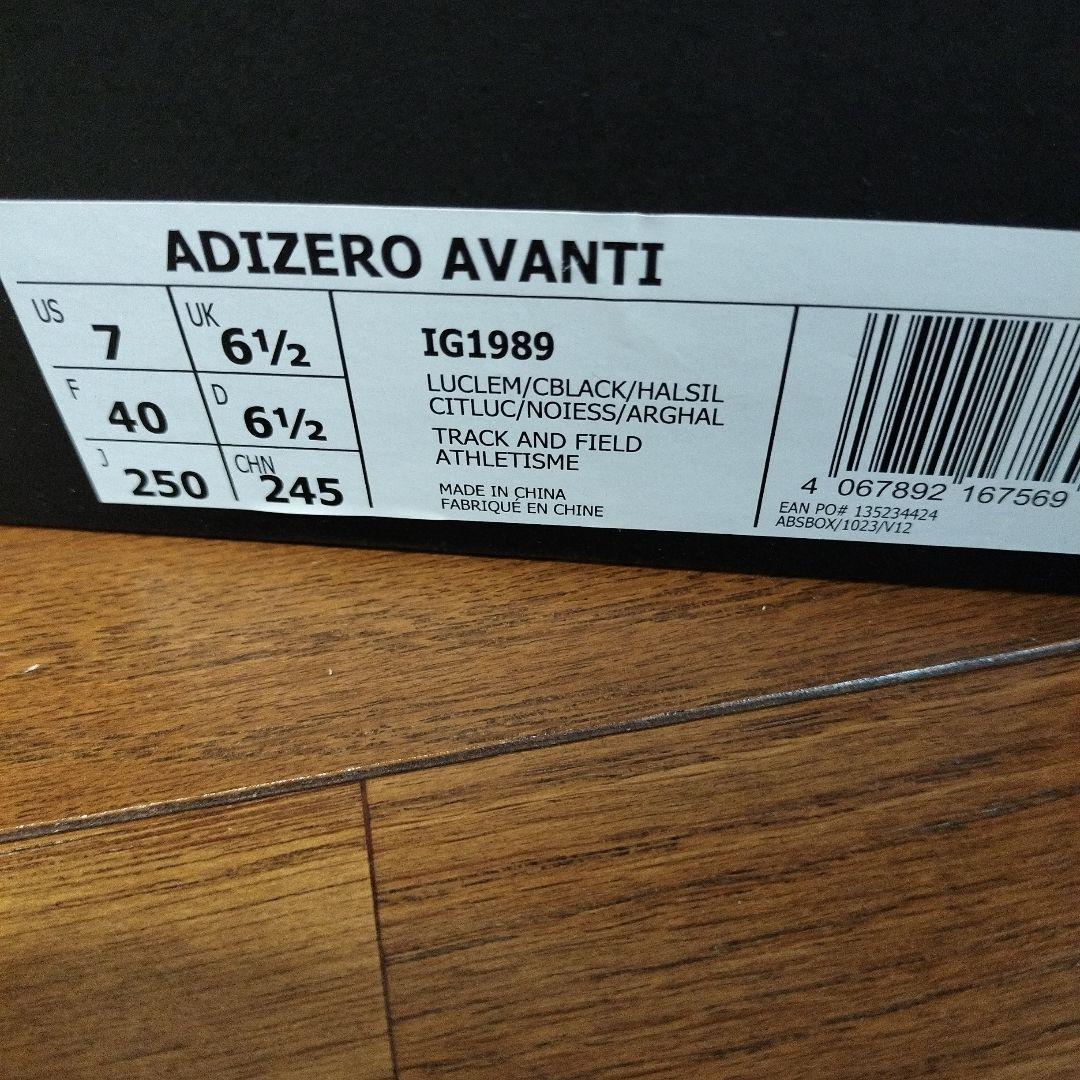 ADIZERO AVANTI
US 7 UK 6½
F 40 D 6½
J 250 CHN 245
IG1989
LUCLEM/CBLACK/HALSIL
CITLUC/NOIESS/ARGHAL
TRACK AND FIELD
ATHLETISME
MADE IN CHINA
FABRIQUÉ EN CHINE
4 067892 167569
EAN PO# 135234424
ABSBOX/1023/V12